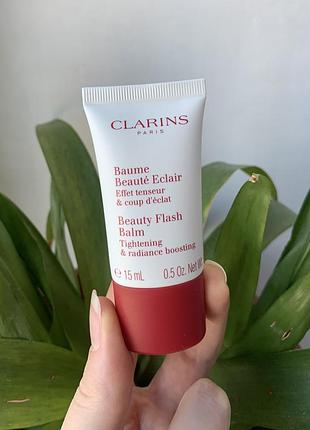 CLARINS
PARIS
Baume
Beauté Eclair
Effet tenseur
& coup d'éclat
Beauty Flash
Balm
Tightening
& radiance boosting
℮ 15 mL 0.5 Oz. Net